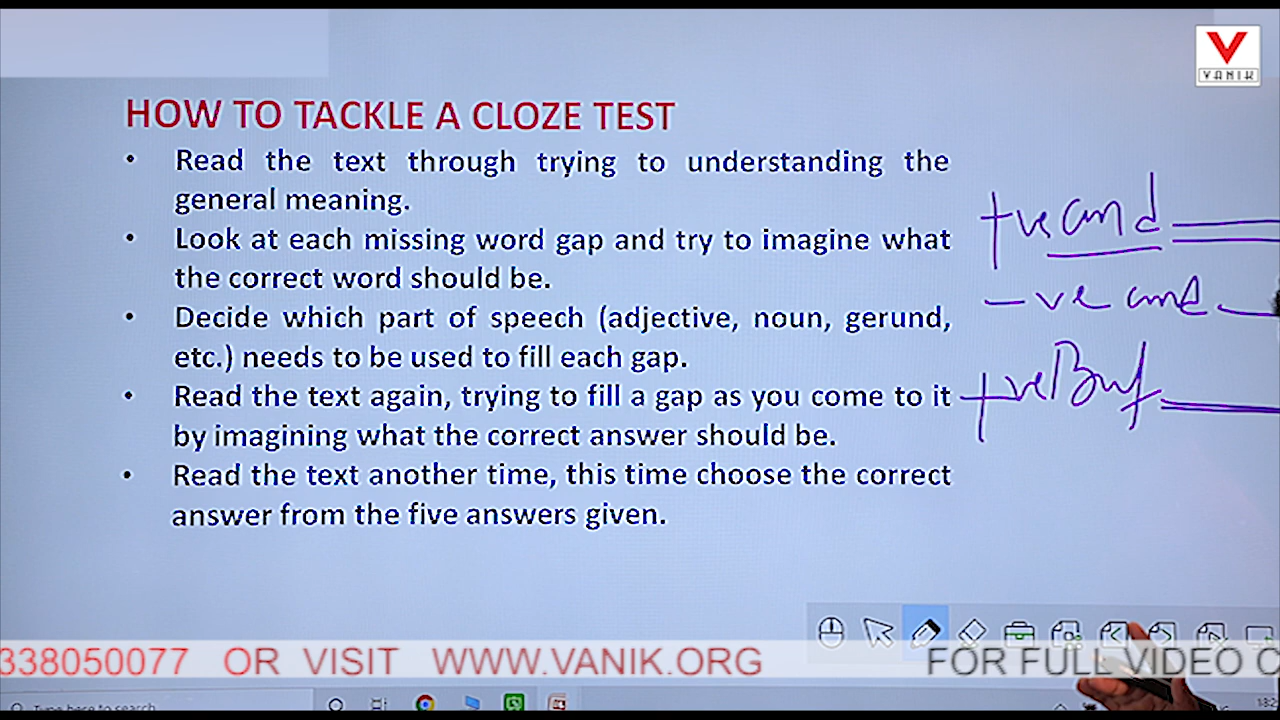 VANIK
HOW TO TACKLE A CLOZE TEST
• Read the text through trying to understanding the
general meaning.
• Look at each missing word gap and try to imagine what
the correct word should be.
• Decide which part of speech (adjective, noun, gerund,
etc.) needs to be used to fill each gap.
• Read the text again, trying to fill a gap as you come to it
by imagining what the correct answer should be.
• Read the text another time, this time choose the correct
answer from the five answers given.
+ve and
-ve and
+ve But
338050077 OR VISIT WWW.VANIK.ORG FOR FULL VIDEO C
Type here to search